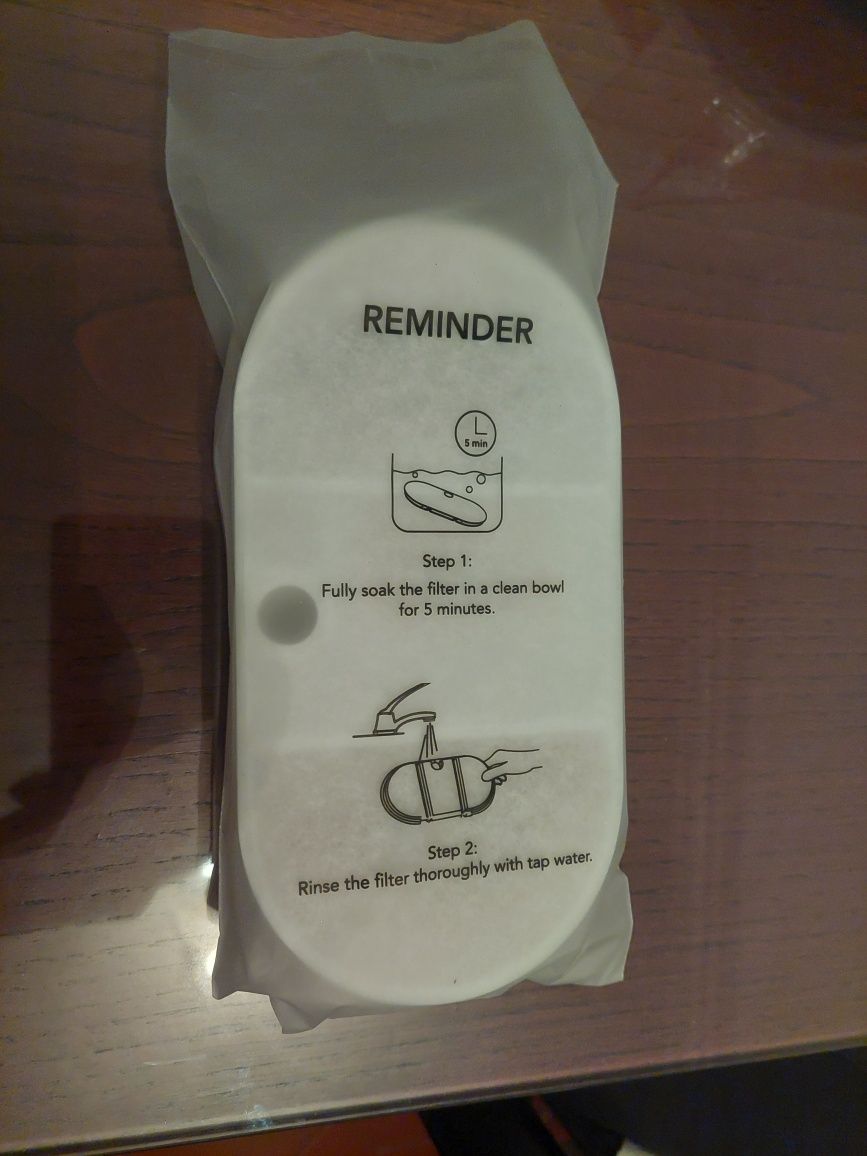 REMINDER
5 min
Step 1:
Fully soak the filter in a clean bowl
for 5 minutes.
Step 2:
Rinse the filter thoroughly with tap water.